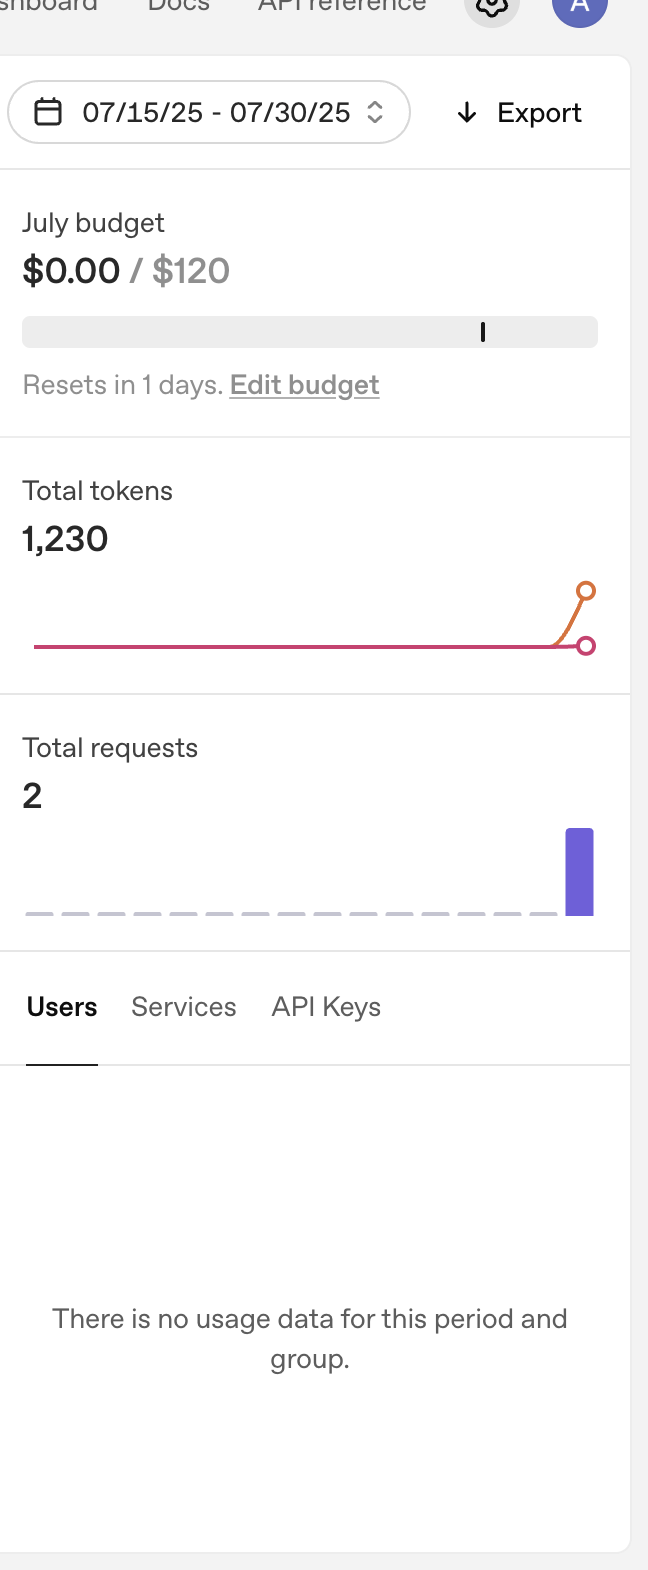 Docs
API reference
A
07/15/25 - 07/30/25
Export
July budget
$0.00 / $120
Resets in 1 days. Edit budget
Total tokens
1,230
Total requests
2
Users Services API Keys
There is no usage data for this period and
group.